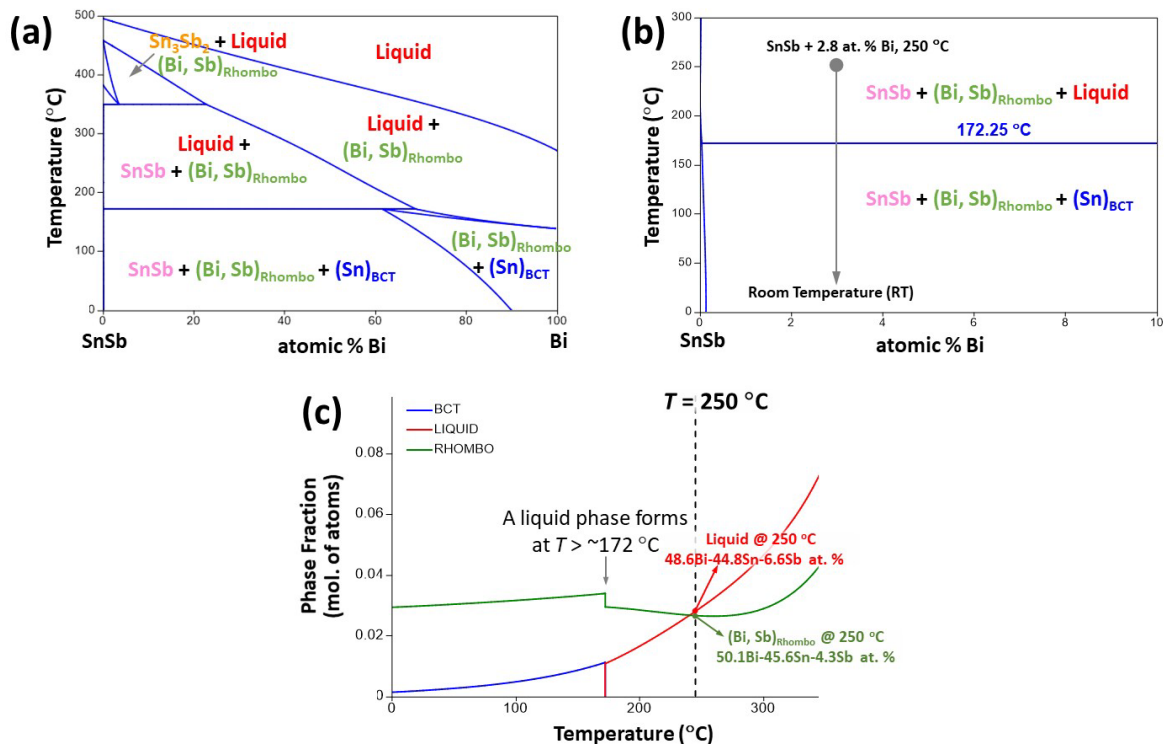 (a)
500
400
300
200
100
0
Temperature (°C)
Sn₃Sb₂ + Liquid
(Bi, Sb)Rhombo
Liquid
Liquid +
(Bi, Sb)Rhombo
Liquid +
SnSb + (Bi, Sb)Rhombo
(Bi, Sb)Rhombo
+ (Sn)BCT
SnSb + (Bi, Sb)Rhombo + (Sn)BCT
0 20 40 60 80 100
SnSb atomic % Bi Bi
(b)
300
250
200
150
100
50
0
Temperature (°C)
SnSb + 2.8 at. % Bi, 250 °C
SnSb + (Bi, Sb)Rhombo + Liquid
172.25 °C
SnSb + (Bi, Sb)Rhombo + (Sn)BCT
Room Temperature (RT)
0 2 4 6 8 10
SnSb atomic % Bi
(c)
T = 250 °C
BCT
LIQUID
RHOMBO
0.08
0.06
0.04
0.02
0
Phase Fraction
(mol. of atoms)
A liquid phase forms
at T > ~172 °C
Liquid @ 250 °C
48.6Bi-44.8Sn-6.6Sb at. %
(Bi, Sb)Rhombo @ 250 °C
50.1Bi-45.6Sn-4.3Sb at. %
0 100 200 300
Temperature (°C)